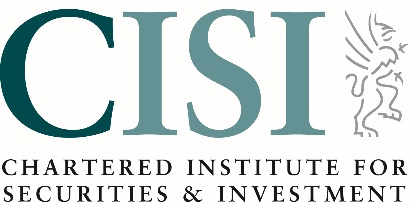 CISI
CHARTERED INSTITUTE FOR
SECURITIES & INVESTMENT